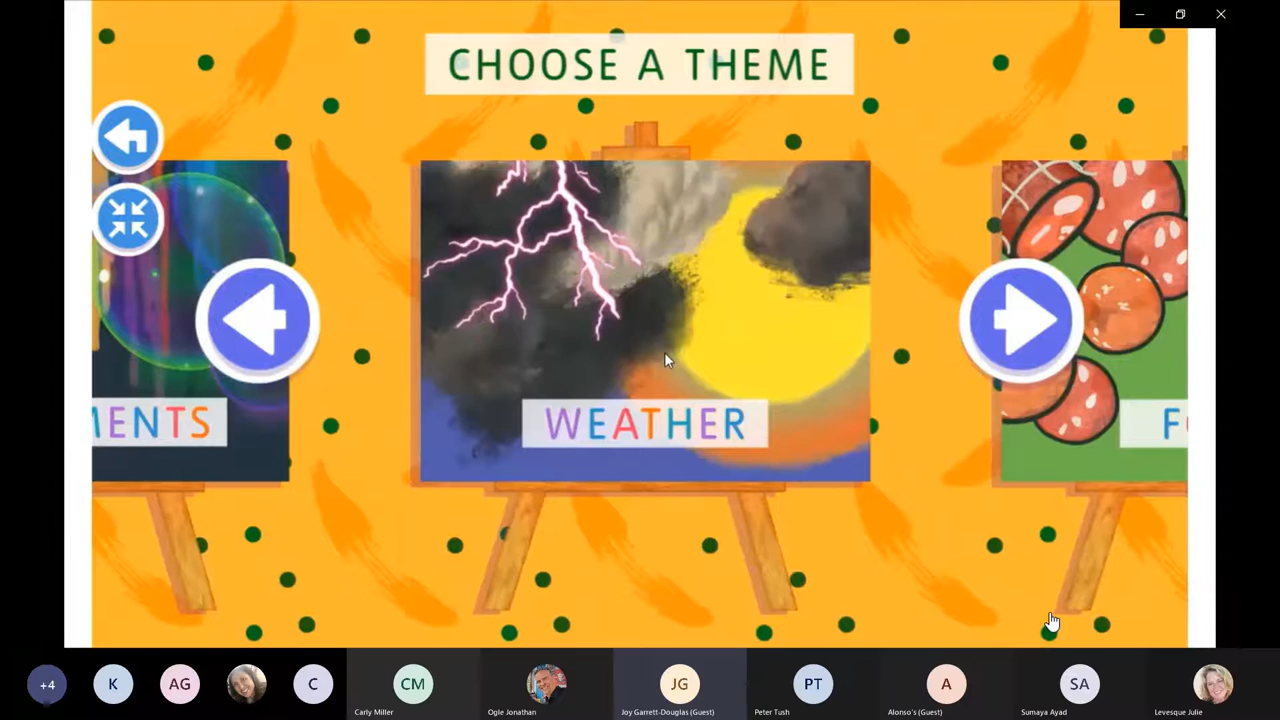 CHOOSE A THEME
MENTS
WEATHER
F
+4
K
AG
C
CM
JG
PT
A
SA
Carly Miller
Ogle Jonathan
Joy Garrett-Douglas (Guest)
Peter Tush
Alonso's (Guest)
Sumaya Ayad
Levesque Julie